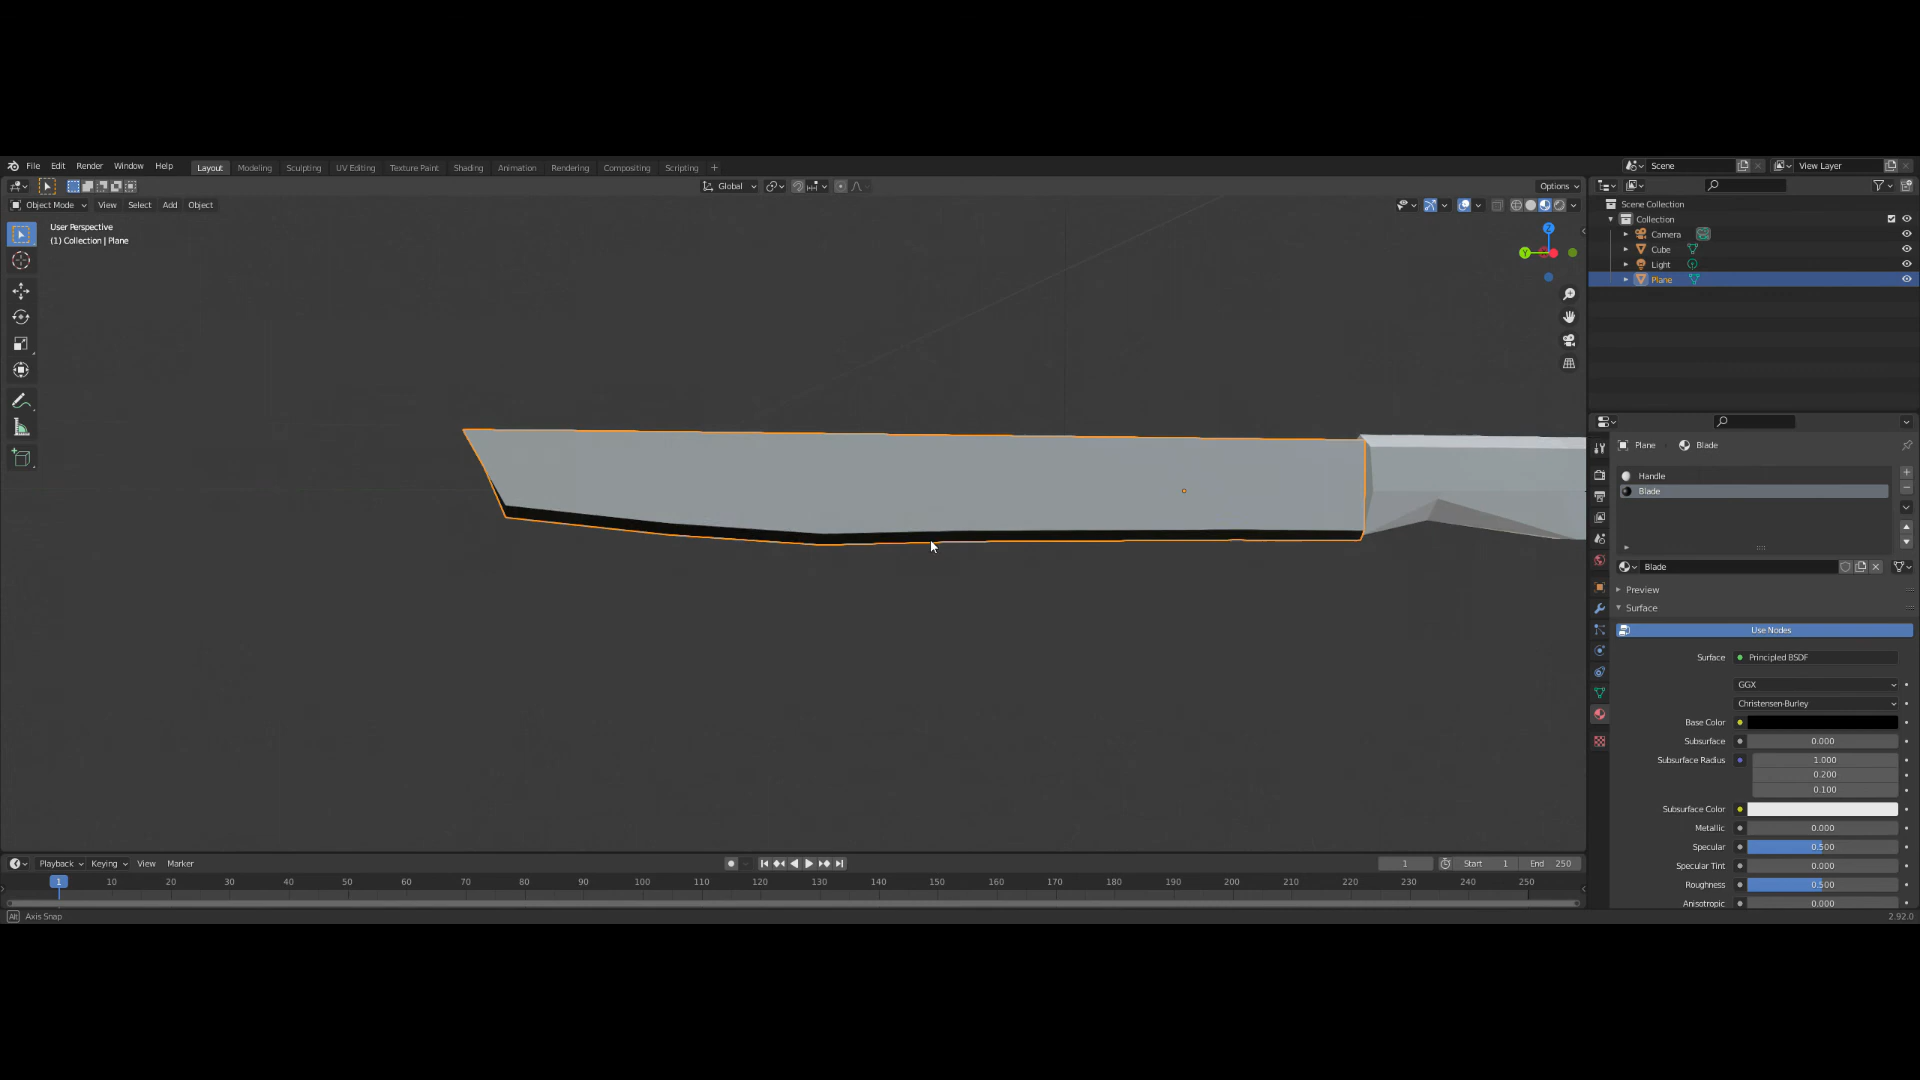 File Edit Render Window Help Layout Modeling Sculpting UV Editing Texture Paint Shading Animation Rendering Compositing Scripting + Scene View Layer
Global Options
Object Mode View Select Add Object
User Perspective
(1) Collection | Plane
Z
Y
Scene Collection
Collection
Camera
Cube
Light
Plane
Plane Blade
Handle
Blade
Blade
Preview
Surface
Use Nodes
Surface Principled BSDF
GGX
Christensen-Burley
Base Color
Subsurface 0.000
Subsurface Radius 1.000
0.200
0.100
Subsurface Color
Metallic 0.000
Specular 0.500
Specular Tint 0.000
Roughness 0.500
Anisotropic 0.000
Playback Keying View Marker 1 Start 1 End 250
1 10 20 30 40 50 60 70 80 90 100 110 120 130 140 150 160 170 180 190 200 210 220 230 240 250
Alt Axis Snap 2.92.0